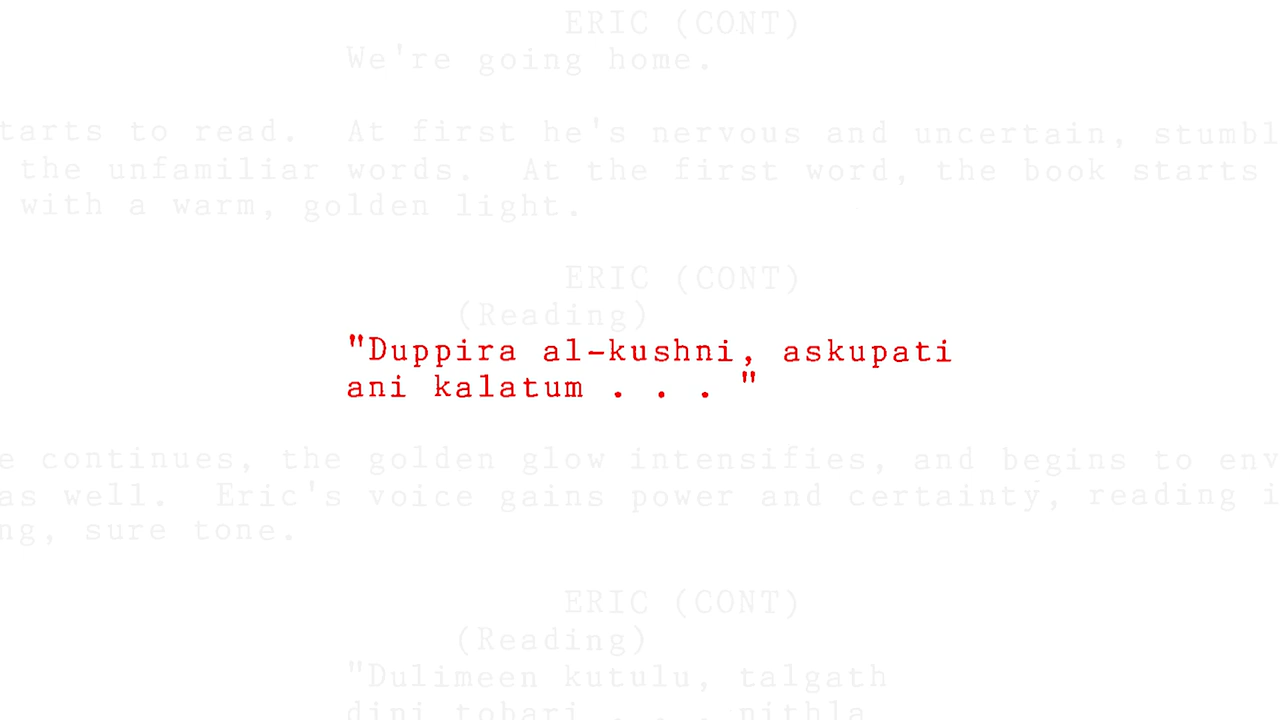 ERIC (CONT)
We're going home.
tarts to read. At first he's nervous and uncertain, stumbl
the unfamiliar words. At the first word, the book starts
with a warm, golden light.
ERIC (CONT)
(Reading)
"Duppira al-kushni, askupati
ani kalatum . . . "
e continues, the golden glow intensifies, and begins to env
as well. Eric's voice gains power and certainty, reading i
ng, sure tone.
ERIC (CONT)
(Reading)
"Dulimeen kutulu, talgath
dini tobari . . . nithla